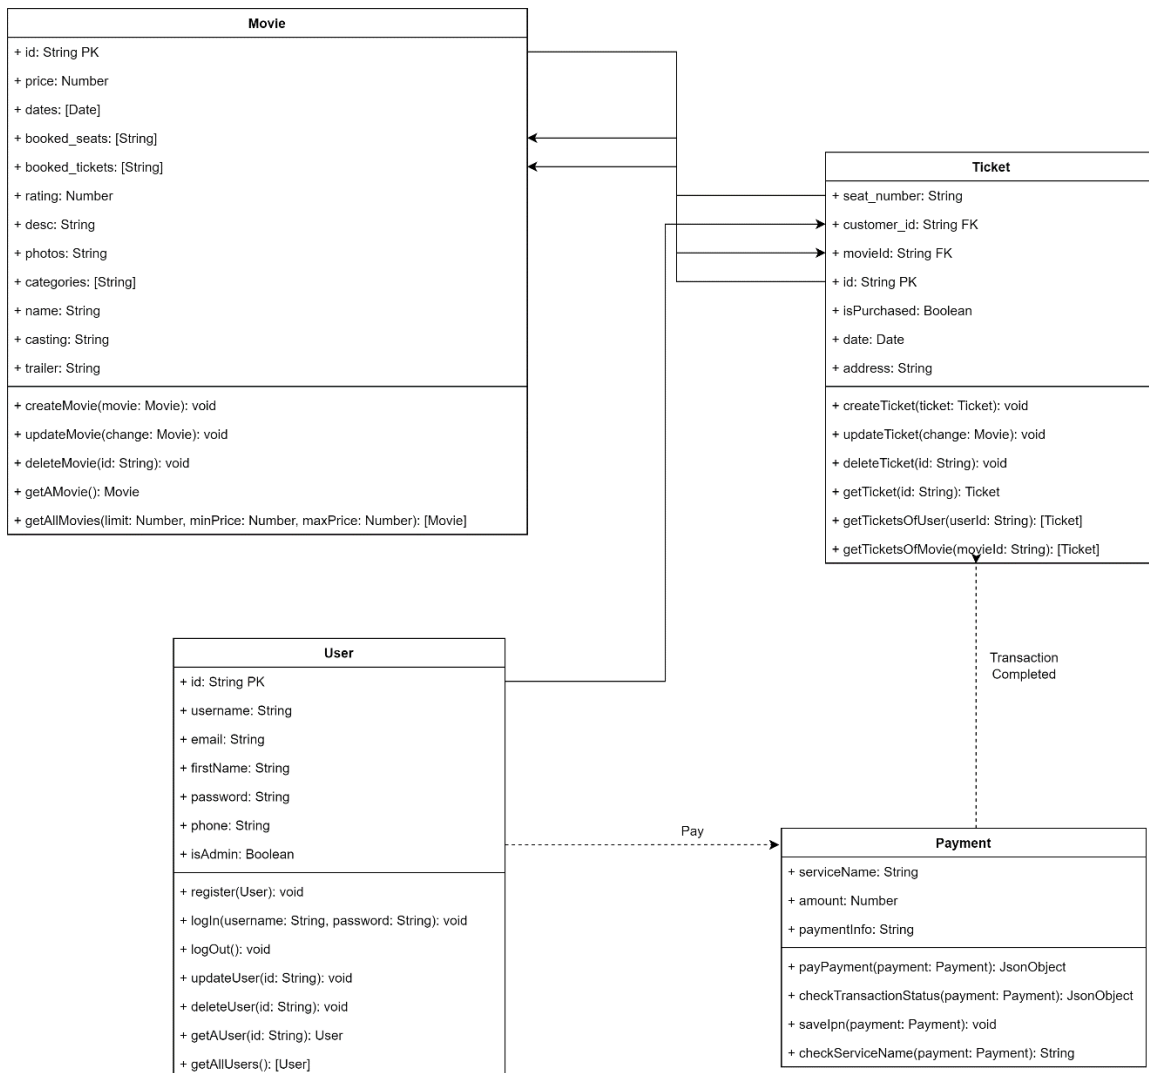 Movie
+ id: String PK
+ price: Number
+ dates: [Date]
+ booked_seats: [String]
+ booked_tickets: [String]
+ rating: Number
+ desc: String
+ photos: String
+ categories: [String]
+ name: String
+ casting: String
+ trailer: String
+ createMovie(movie: Movie): void
+ updateMovie(change: Movie): void
+ deleteMovie(id: String): void
+ getAMovie(): Movie
+ getAllMovies(limit: Number, minPrice: Number, maxPrice: Number): [Movie]
Ticket
+ seat_number: String
+ customer_id: String FK
+ movieId: String FK
+ id: String PK
+ isPurchased: Boolean
+ date: Date
+ address: String
+ createTicket(ticket: Ticket): void
+ updateTicket(change: Movie): void
+ deleteTicket(id: String): void
+ getTicket(id: String): Ticket
+ getTicketsOfUser(userId: String): [Ticket]
+ getTicketsOfMovie(movieId: String): [Ticket]
Transaction
Completed
User
+ id: String PK
+ username: String
+ email: String
+ firstName: String
+ password: String
+ phone: String
+ isAdmin: Boolean
+ register(User): void
+ logIn(username: String, password: String): void
+ logOut(): void
+ updateUser(id: String): void
+ deleteUser(id: String): void
+ getAUser(id: String): User
+ getAllUsers(): [User]
Pay
Payment
+ serviceName: String
+ amount: Number
+ paymentInfo: String
+ payPayment(payment: Payment): JsonObject
+ checkTransactionStatus(payment: Payment): JsonObject
+ saveIpn(payment: Payment): void
+ checkServiceName(payment: Payment): String